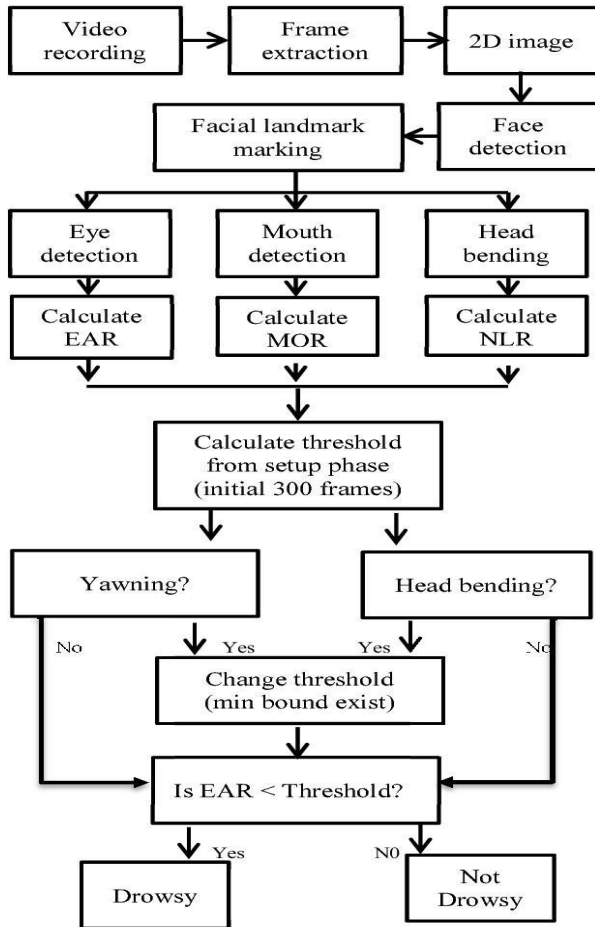 Video
recording
Frame
extraction
2D image
Facial landmark
marking
Face
detection
Eye
detection
Mouth
detection
Head
bending
Calculate
EAR
Calculate
MOR
Calculate
NLR
Calculate threshold
from setup phase
(initial 300 frames)
Yawning?
Head bending?
No
Yes
Yes
No
Change threshold
(min bound exist)
Is EAR < Threshold?
Yes
N0
Drowsy
Not
Drowsy